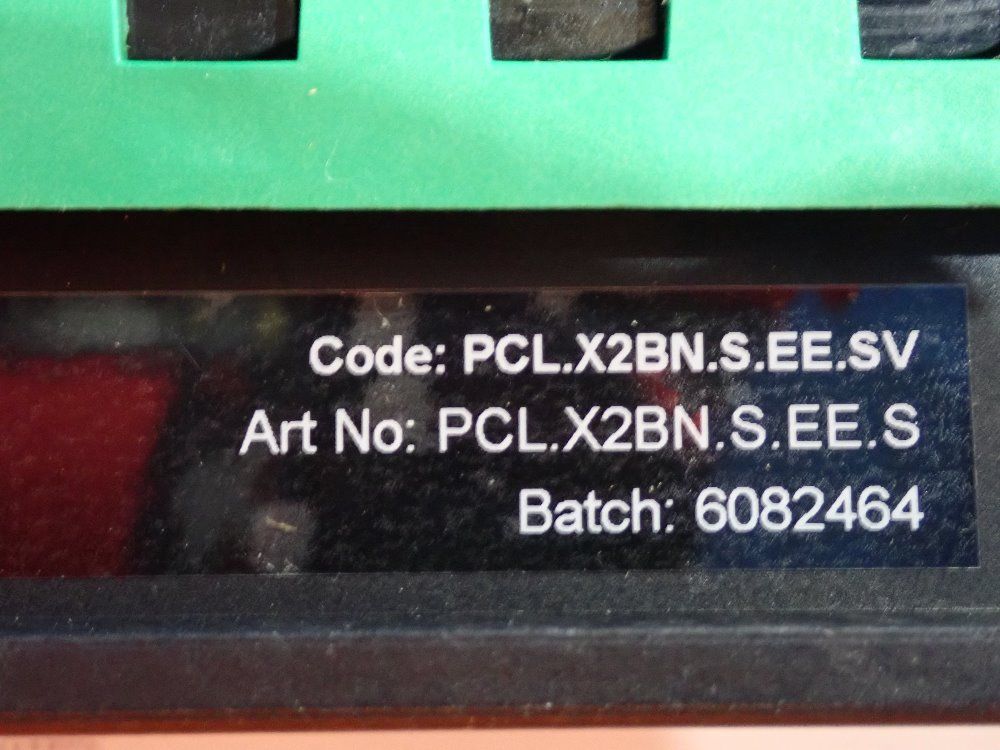 Code: PCL.X2BN.S.EE.SV
Art No: PCL.X2BN.S.EE.S
Batch: 6082464